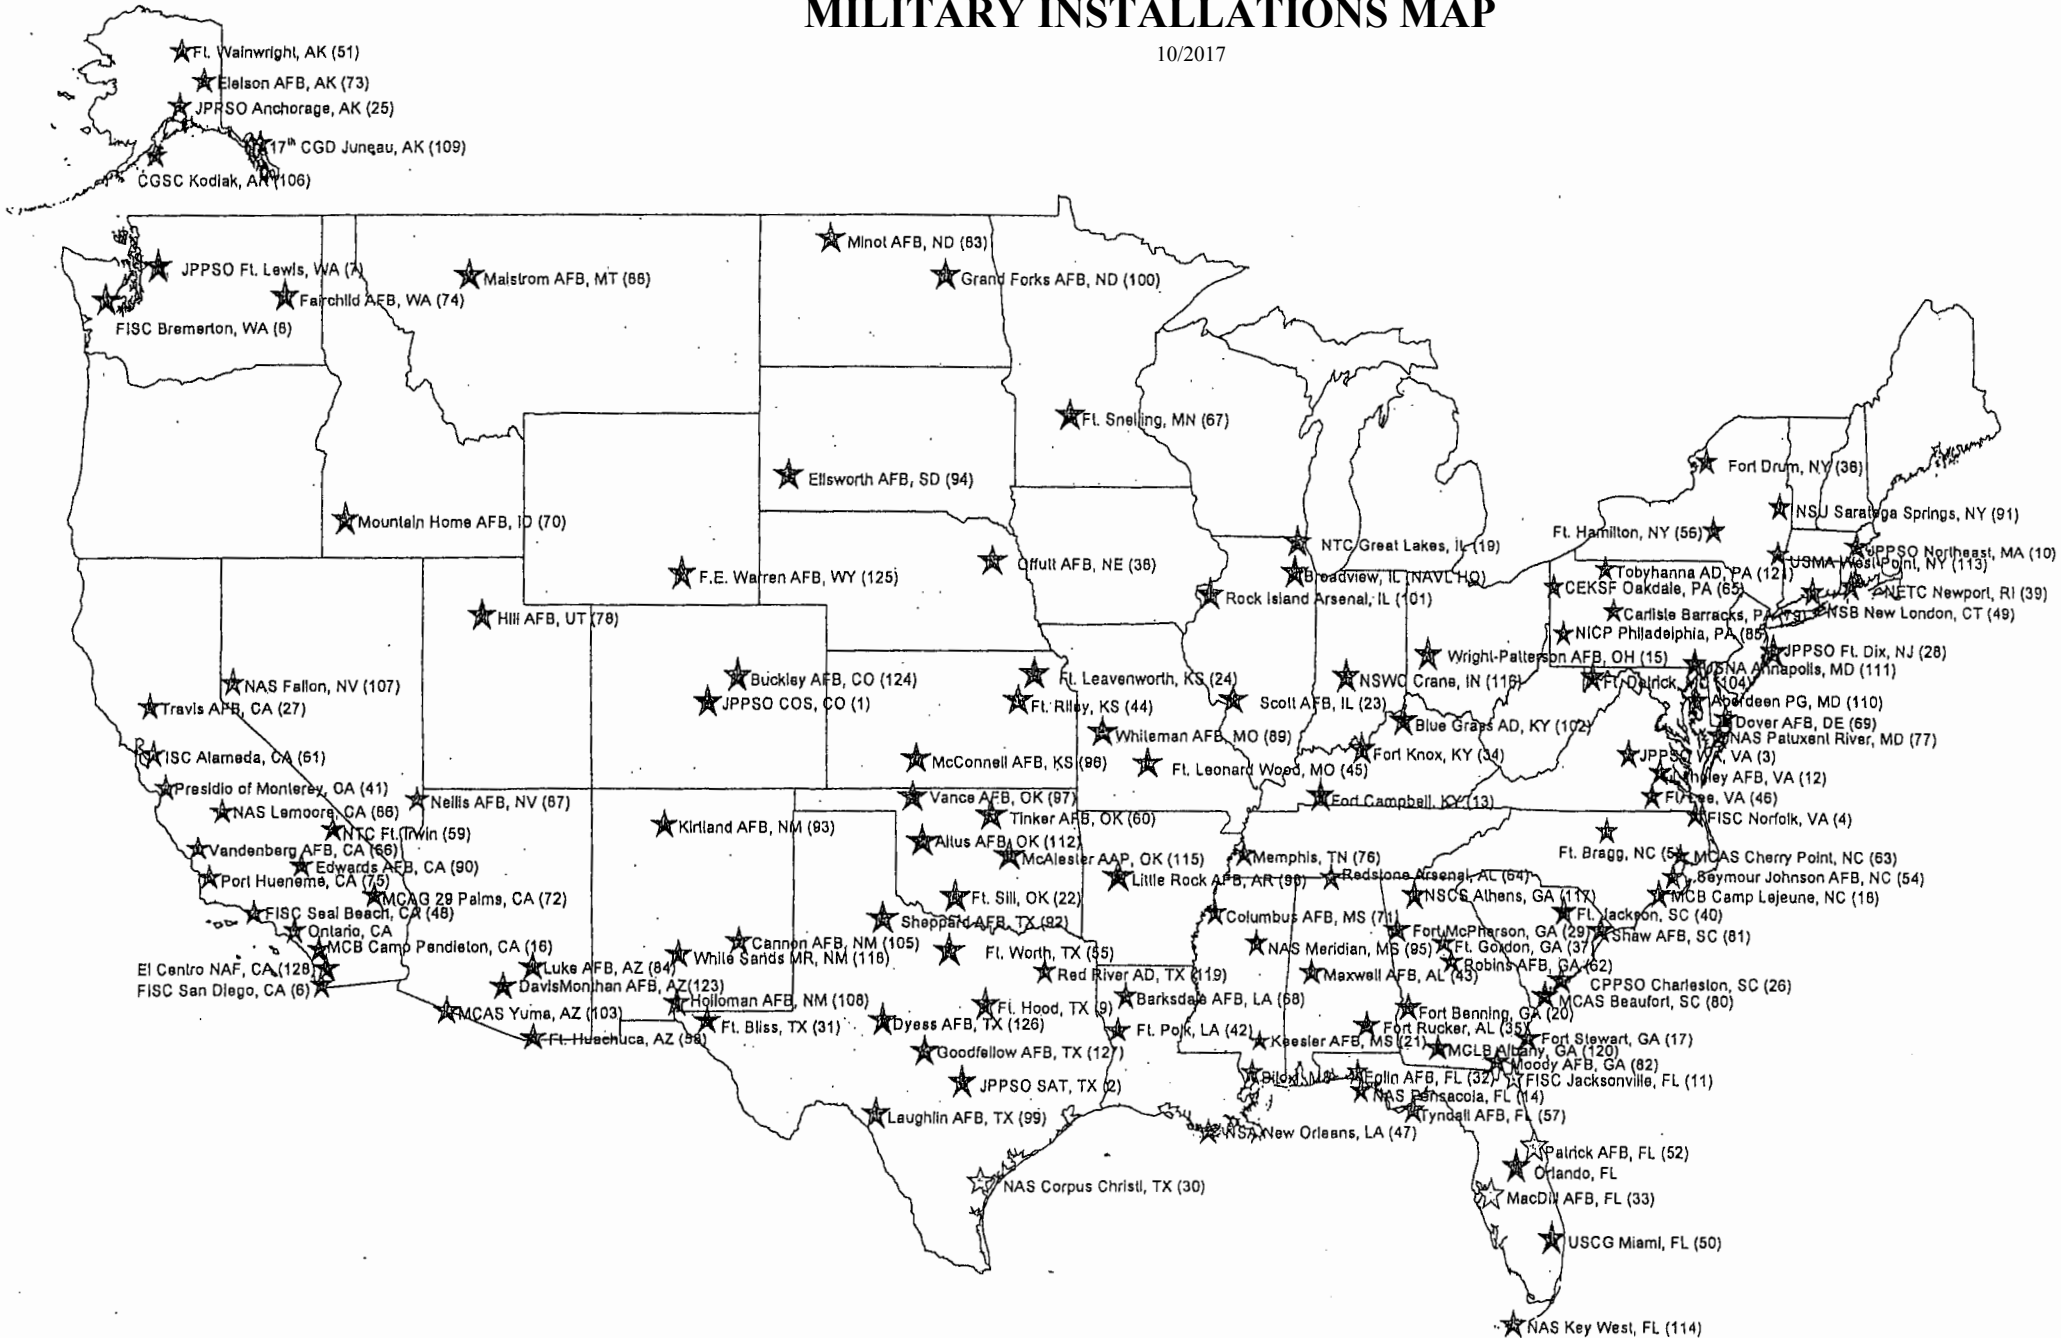 MILITARY INSTALLATIONS MAP
10/2017
Ft. Wainwright, AK (51)
Elelson AFB, AK (73)
JPPSO Anchorage, AK (25)
17th CGD Juneau, AK (109)
CGSC Kodiak, AK (106)
Minot AFB, ND (83)
JPPSO Ft. Lewis, WA (7)
Malstrom AFB, MT (88)
Grand Forks AFB, ND (100)
Fairchild AFB, WA (74)
FISC Bremerton, WA (8)
Ft. Snelling, MN (67)
Fort Drum, NY (36)
Ellsworth AFB, SD (94)
NSU Saratoga Springs, NY (91)
Mountain Home AFB, ID (70)
Ft. Hamilton, NY (56)
NTC Great Lakes, IL (19)
JPPSO Northeast, MA (10)
USMA West Point, NY (113)
Offutt AFB, NE (38)
F.E. Warren AFB, WY (125)
Broadview, IL (NAVL HQ)
Tobyhanna AD, PA (121)
CEKSF Oakdale, PA (65)
NETC Newport, RI (39)
Rock Island Arsenal, IL (101)
Carlisle Barracks, PA (79)
NSB New London, CT (49)
Hill AFB, UT (78)
NICP Philadelphia, PA (85)
JPPSO Ft. Dix, NJ (28)
Wright-Patterson AFB, OH (15)
USNA Annapolis, MD (111)
Buckley AFB, CO (124)
Ft. Leavenworth, KS (24)
NSWC Crane, IN (116)
Ft. Detrick, MD (104)
NAS Fallon, NV (107)
JPPSO COS, CO (1)
Ft. Riley, KS (44)
Scott AFB, IL (23)
Aberdeen PG, MD (110)
Travis AFB, CA (27)
Blue Grass AD, KY (102)
Dover AFB, DE (69)
Whiteman AFB, MO (89)
NAS Patuxent River, MD (77)
ISC Alameda, CA (61)
McConnell AFB, KS (98)
Fort Knox, KY (34)
JPPSO WA, VA (3)
Ft. Leonard Wood, MO (45)
Langley AFB, VA (12)
Presidio of Monterey, CA (41)
Vance AFB, OK (97)
Fort Campbell, KY (13)
Ft. Lee, VA (46)
Nellis AFB, NV (87)
NAS Lemoore, CA (66)
Tinker AFB, OK (60)
FISC Norfolk, VA (4)
Kirtland AFB, NM (93)
NTC Ft. Irwin (59)
Altus AFB, OK (112)
Vandenberg AFB, CA (66)
Ft. Bragg, NC (5)
McAlester AAP, OK (115)
Memphis, TN (76)
MCAS Cherry Point, NC (63)
Edwards AFB, CA (90)
Port Hueneme, CA (75)
Little Rock AFB, AR (96)
Redstone Arsenal, AL (64)
Seymour Johnson AFB, NC (54)
MCAG 29 Palms, CA (72)
Ft. Sill, OK (22)
NSCS Athens, GA (117)
MCB Camp Lejeune, NC (18)
FISC Seal Beach, CA (48)
Sheppard AFB, TX (92)
Columbus AFB, MS (71)
Ft. Jackson, SC (40)
Ontario, CA
Fort McPherson, GA (29)
Shaw AFB, SC (81)
MCB Camp Pendleton, CA (16)
Cannon AFB, NM (105)
Ft. Worth, TX (55)
NAS Meridian, MS (95)
Ft. Gordon, GA (37)
White Sands MR, NM (118)
El Centro NAF, CA (128)
Luke AFB, AZ (84)
Red River AD, TX (119)
Maxwell AFB, AL (43)
Robins AFB, GA (62)
FISC San Diego, CA (6)
DavisMonthan AFB, AZ(123)
CPPSO Charleston, SC (26)
Holloman AFB, NM (108)
Barksdale AFB, LA (68)
MCAS Beaufort, SC (80)
MCAS Yuma, AZ (103)
Ft. Hood, TX (9)
Fort Benning, GA (20)
Ft. Bliss, TX (31)
Dyess AFB, TX (126)
Ft. Polk, LA (42)
Fort Rucker, AL (35)
Ft. Huachuca, AZ (58)
Keesler AFB, MS (21)
Fort Stewart, GA (17)
Goodfellow AFB, TX (127)
MCLB Albany, GA (120)
Moody AFB, GA (82)
JPPSO SAT, TX (2)
Biloxi, MS
Eglin AFB, FL (32)
FISC Jacksonville, FL (11)
NAS Pensacola, FL (14)
Laughlin AFB, TX (99)
Tyndall AFB, FL (57)
NSA New Orleans, LA (47)
Patrick AFB, FL (52)
Orlando, FL
NAS Corpus Christi, TX (30)
MacDill AFB, FL (33)
USCG Miami, FL (50)
NAS Key West, FL (114)